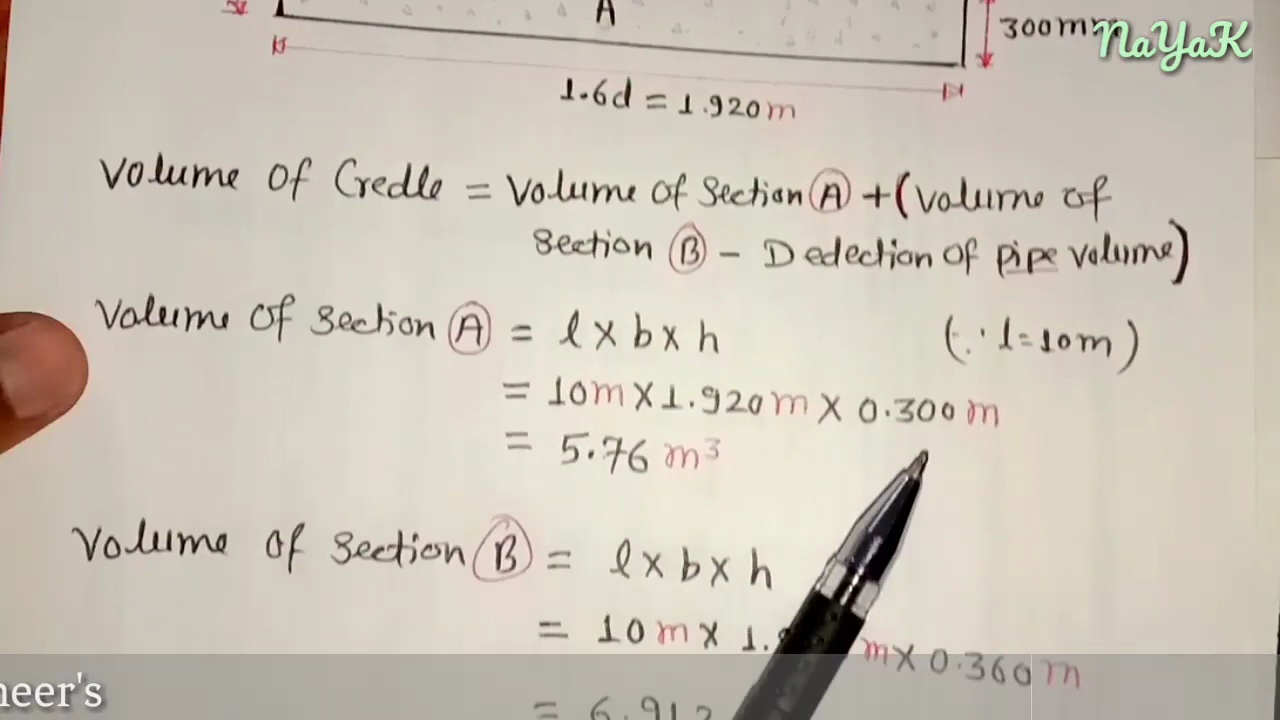 A
300mm
NaYaK
1.6d = 1.920m
Volume of Credle = Volume of Section A + (Volume of
Section B - Dedection of pipe volume)
Volume of Section A = l × b × h (∵ l = 10m)
= 10m × 1.920m × 0.300m
= 5.76 m³
Volume of Section B = l × b × h
= 10m × 1. m × 0.360m
neer's
= 6.912